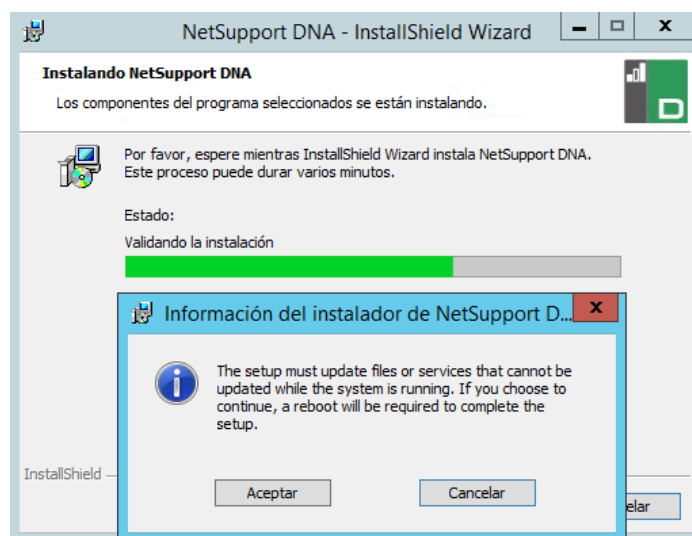 NetSupport DNA - InstallShield Wizard
Instalando NetSupport DNA
Los componentes del programa seleccionados se están instalando.
D
Por favor, espere mientras InstallShield Wizard instala NetSupport DNA.
Este proceso puede durar varios minutos.
Estado:
Validando la instalación
Información del instalador de NetSupport D...
The setup must update files or services that cannot be
updated while the system is running. If you choose to
continue, a reboot will be required to complete the
setup.
InstallShield
Aceptar
Cancelar
elar